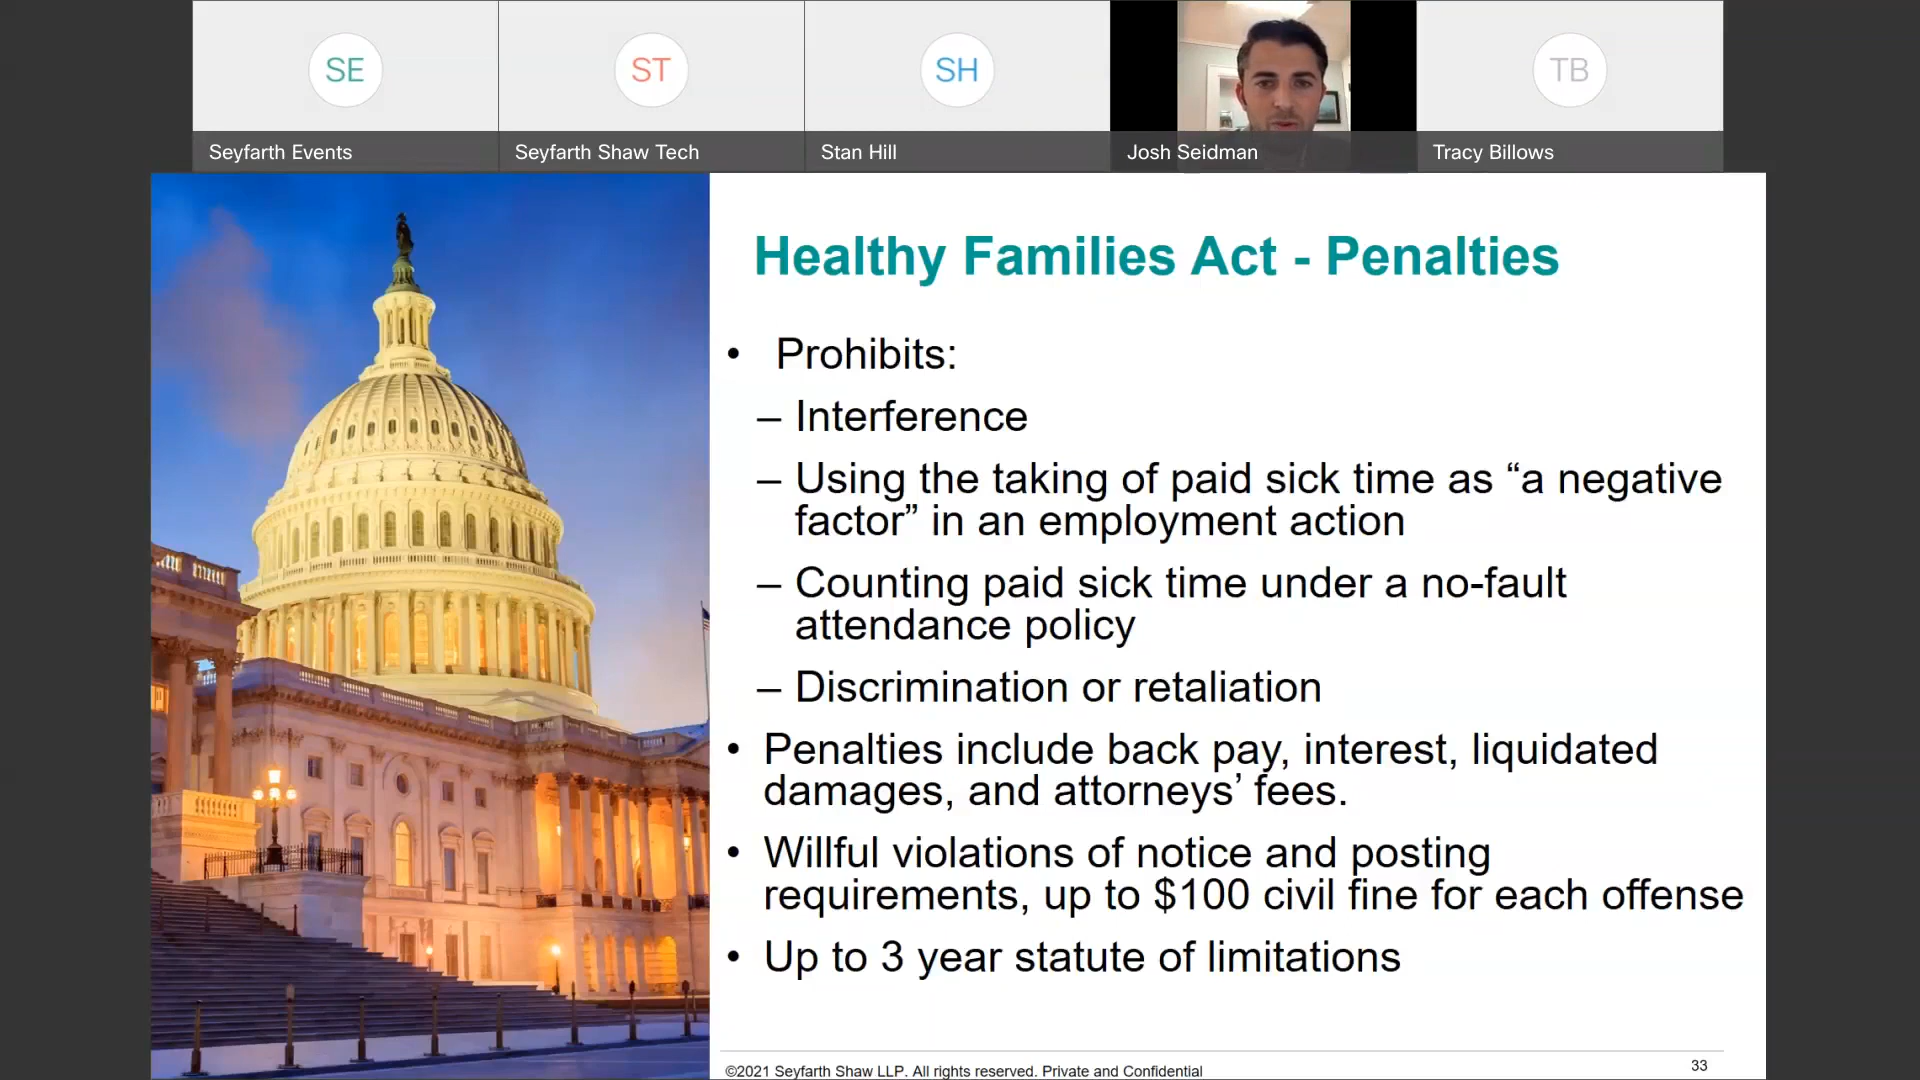 SE
ST
SH
TB
Seyfarth Events
Seyfarth Shaw Tech
Stan Hill
Josh Seidman
Tracy Billows
Healthy Families Act - Penalties
• Prohibits:
– Interference
– Using the taking of paid sick time as “a negative
factor” in an employment action
– Counting paid sick time under a no-fault
attendance policy
– Discrimination or retaliation
• Penalties include back pay, interest, liquidated
damages, and attorneys’ fees.
• Willful violations of notice and posting
requirements, up to $100 civil fine for each offense
• Up to 3 year statute of limitations
©2021 Seyfarth Shaw LLP. All rights reserved. Private and Confidential
33